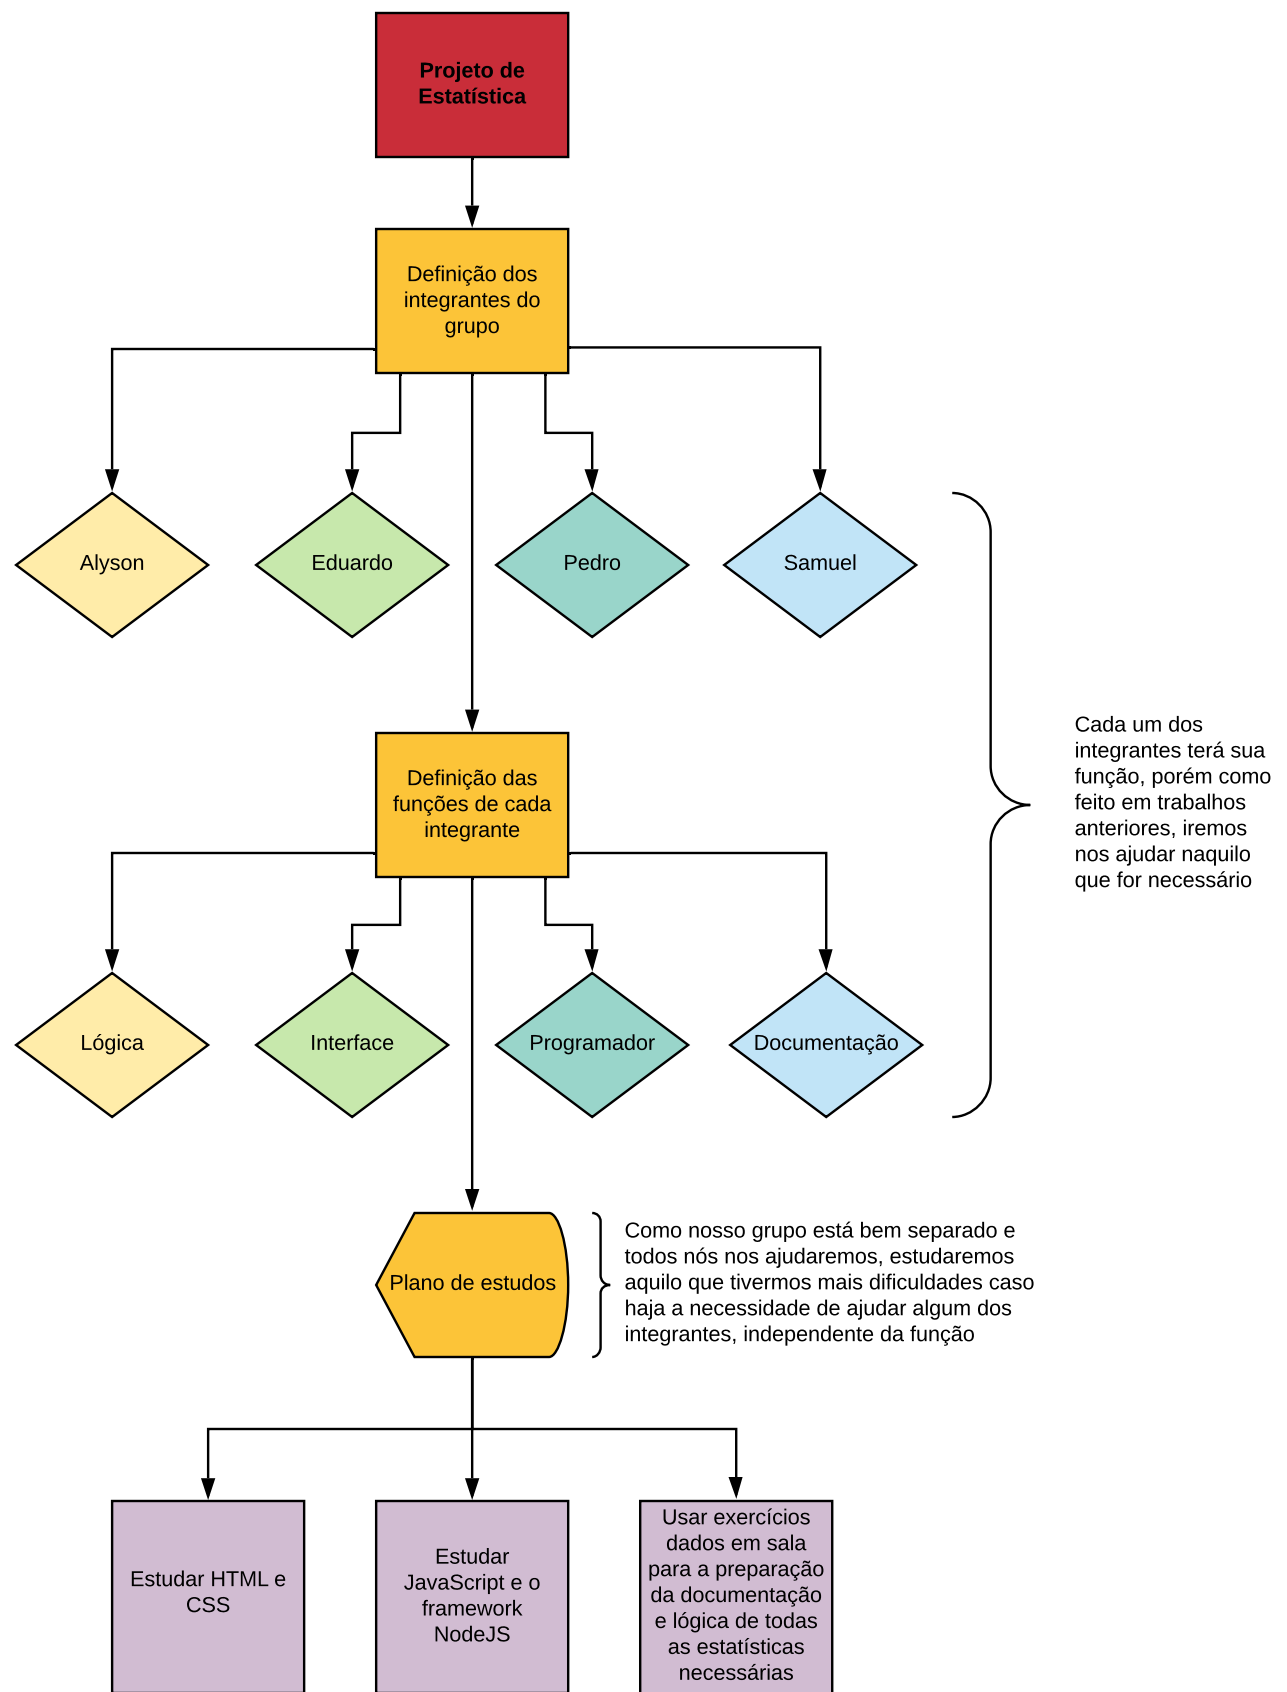 Projeto de
Estatística
Definição dos
integrantes do
grupo
Alyson
Eduardo
Pedro
Samuel
Cada um dos
integrantes terá sua
função, porém como
feito em trabalhos
anteriores, iremos
nos ajudar naquilo
que for necessário
Definição das
funções de cada
integrante
Lógica
Interface
Programador
Documentação
Plano de estudos
Como nosso grupo está bem separado e
todos nós nos ajudaremos, estudaremos
aquilo que tivermos mais dificuldades caso
haja a necessidade de ajudar algum dos
integrantes, independente da função
Estudar HTML e
CSS
Estudar
JavaScript e o
framework
NodeJS
Usar exercícios
dados em sala
para a preparação
da documentação
e lógica de todas
as estatísticas
necessárias